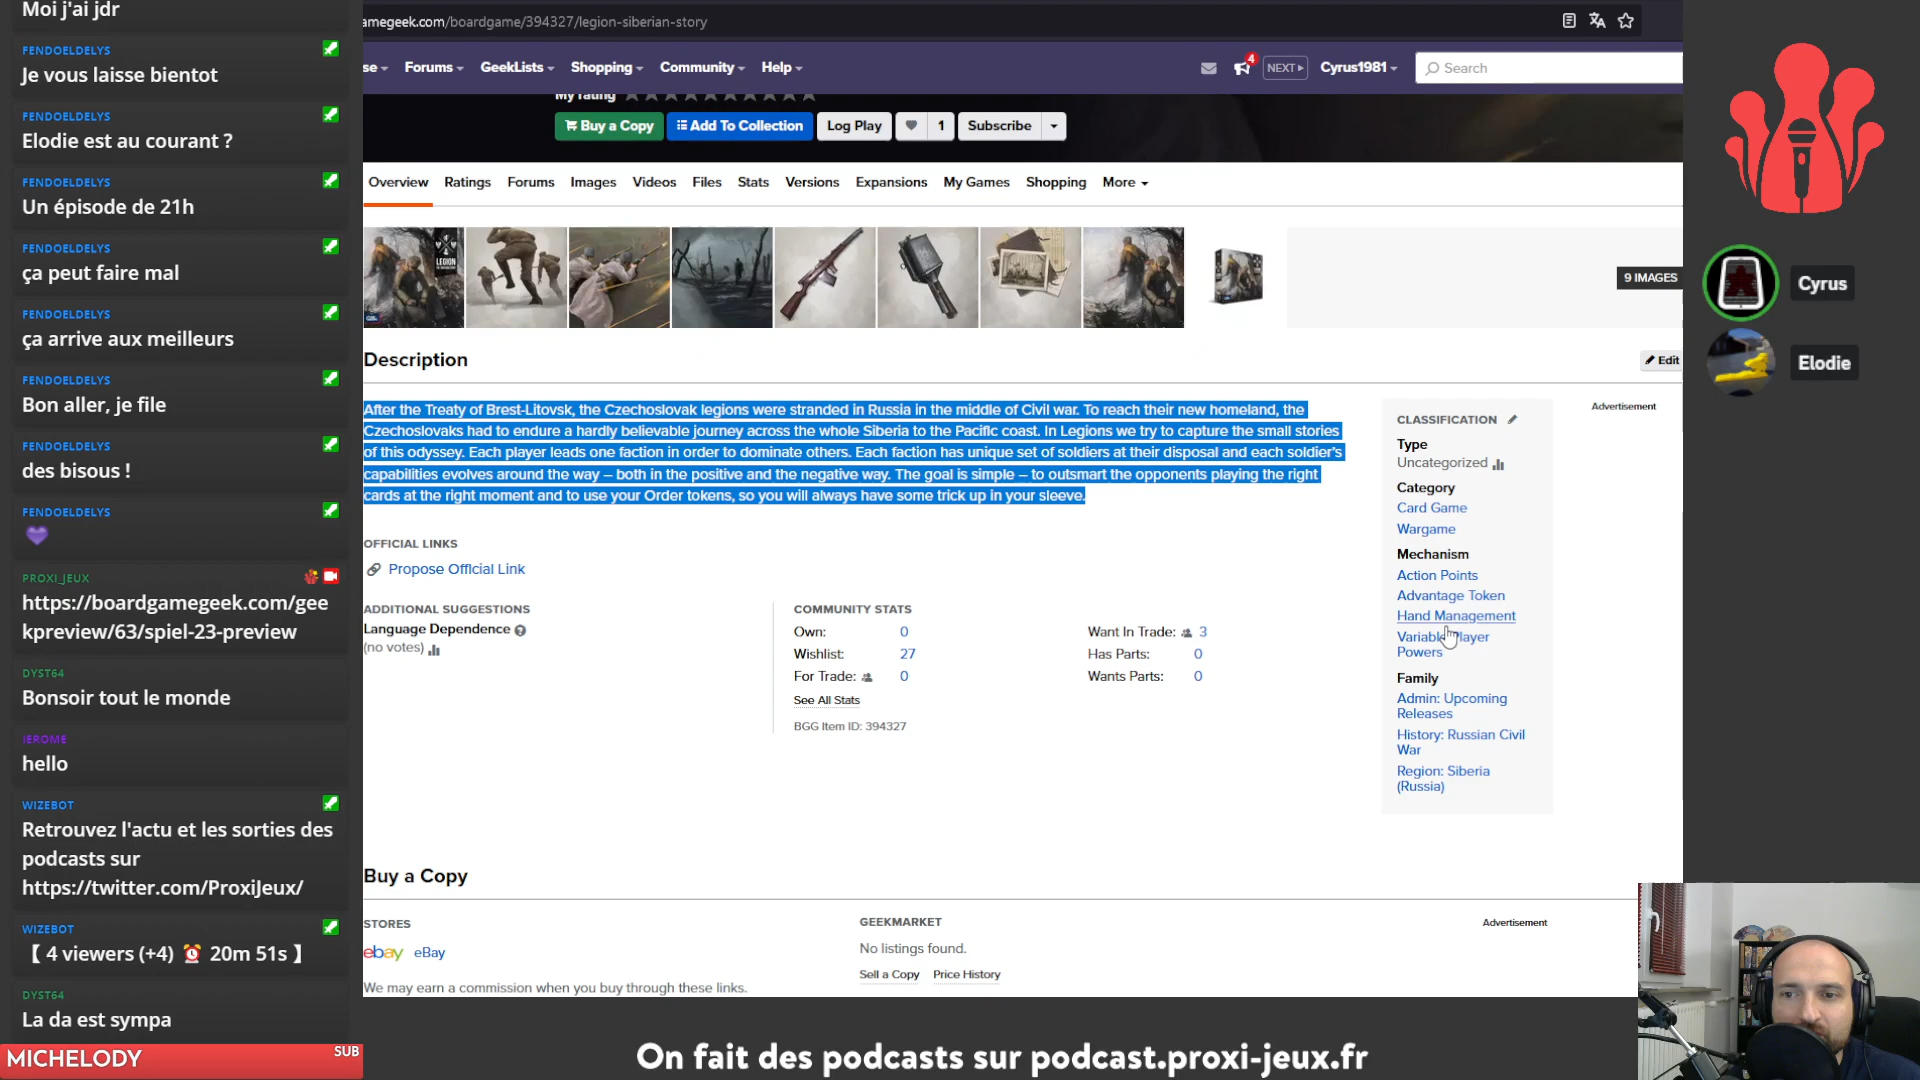 Moi j'ai jdr
FENDOELDELYS
Je vous laisse bientot
FENDOELDELYS
Elodie est au courant ?
FENDOELDELYS
Un épisode de 21h
FENDOELDELYS
ça peut faire mal
FENDOELDELYS
ça arrive aux meilleurs
FENDOELDELYS
Bon aller, je file
FENDOELDELYS
des bisous !
FENDOELDELYS
PROXI_JEUX
https://boardgamegeek.com/gee
kpreview/63/spiel-23-preview
DYST64
Bonsoir tout le monde
IEROME
hello
WIZEBOT
Retrouvez l'actu et les sorties des
podcasts sur
https://twitter.com/ProxiJeux/
WIZEBOT
【 4 viewers (+4) ⏰ 20m 51s 】
DYST64
La da est sympa
MICHELODY
SUB
amegeek.com/boardgame/394327/legion-siberian-story
se Forums GeekLists Shopping Community Help
4 NEXT Cyrus1981 Search
My rating
Buy a Copy Add To Collection Log Play 1 Subscribe
Overview Ratings Forums Images Videos Files Stats Versions Expansions My Games Shopping More
LEGION
9 IMAGES
Description
Edit
After the Treaty of Brest-Litovsk, the Czechoslovak legions were stranded in Russia in the middle of Civil war. To reach their new homeland, the
Czechoslovaks had to endure a hardly believable journey across the whole Siberia to the Pacific coast. In Legions we try to capture the small stories
of this odyssey. Each player leads one faction in order to dominate others. Each faction has unique set of soldiers at their disposal and each soldier's
capabilities evolves around the way – both in the positive and the negative way. The goal is simple – to outsmart the opponents playing the right
cards at the right moment and to use your Order tokens, so you will always have some trick up in your sleeve.
OFFICIAL LINKS
Propose Official Link
ADDITIONAL SUGGESTIONS
Language Dependence
(no votes)
COMMUNITY STATS
Own: 0
Wishlist: 27
For Trade: 0
See All Stats
BGG Item ID: 394327
Want In Trade: 3
Has Parts: 0
Wants Parts: 0
CLASSIFICATION
Type
Uncategorized
Category
Card Game
Wargame
Mechanism
Action Points
Advantage Token
Hand Management
Variable Player
Powers
Family
Admin: Upcoming
Releases
History: Russian Civil
War
Region: Siberia
(Russia)
Advertisement
Buy a Copy
STORES
ebay eBay
We may earn a commission when you buy through these links.
GEEKMARKET
No listings found.
Sell a Copy Price History
Advertisement
Cyrus
Elodie
On fait des podcasts sur podcast.proxi-jeux.fr